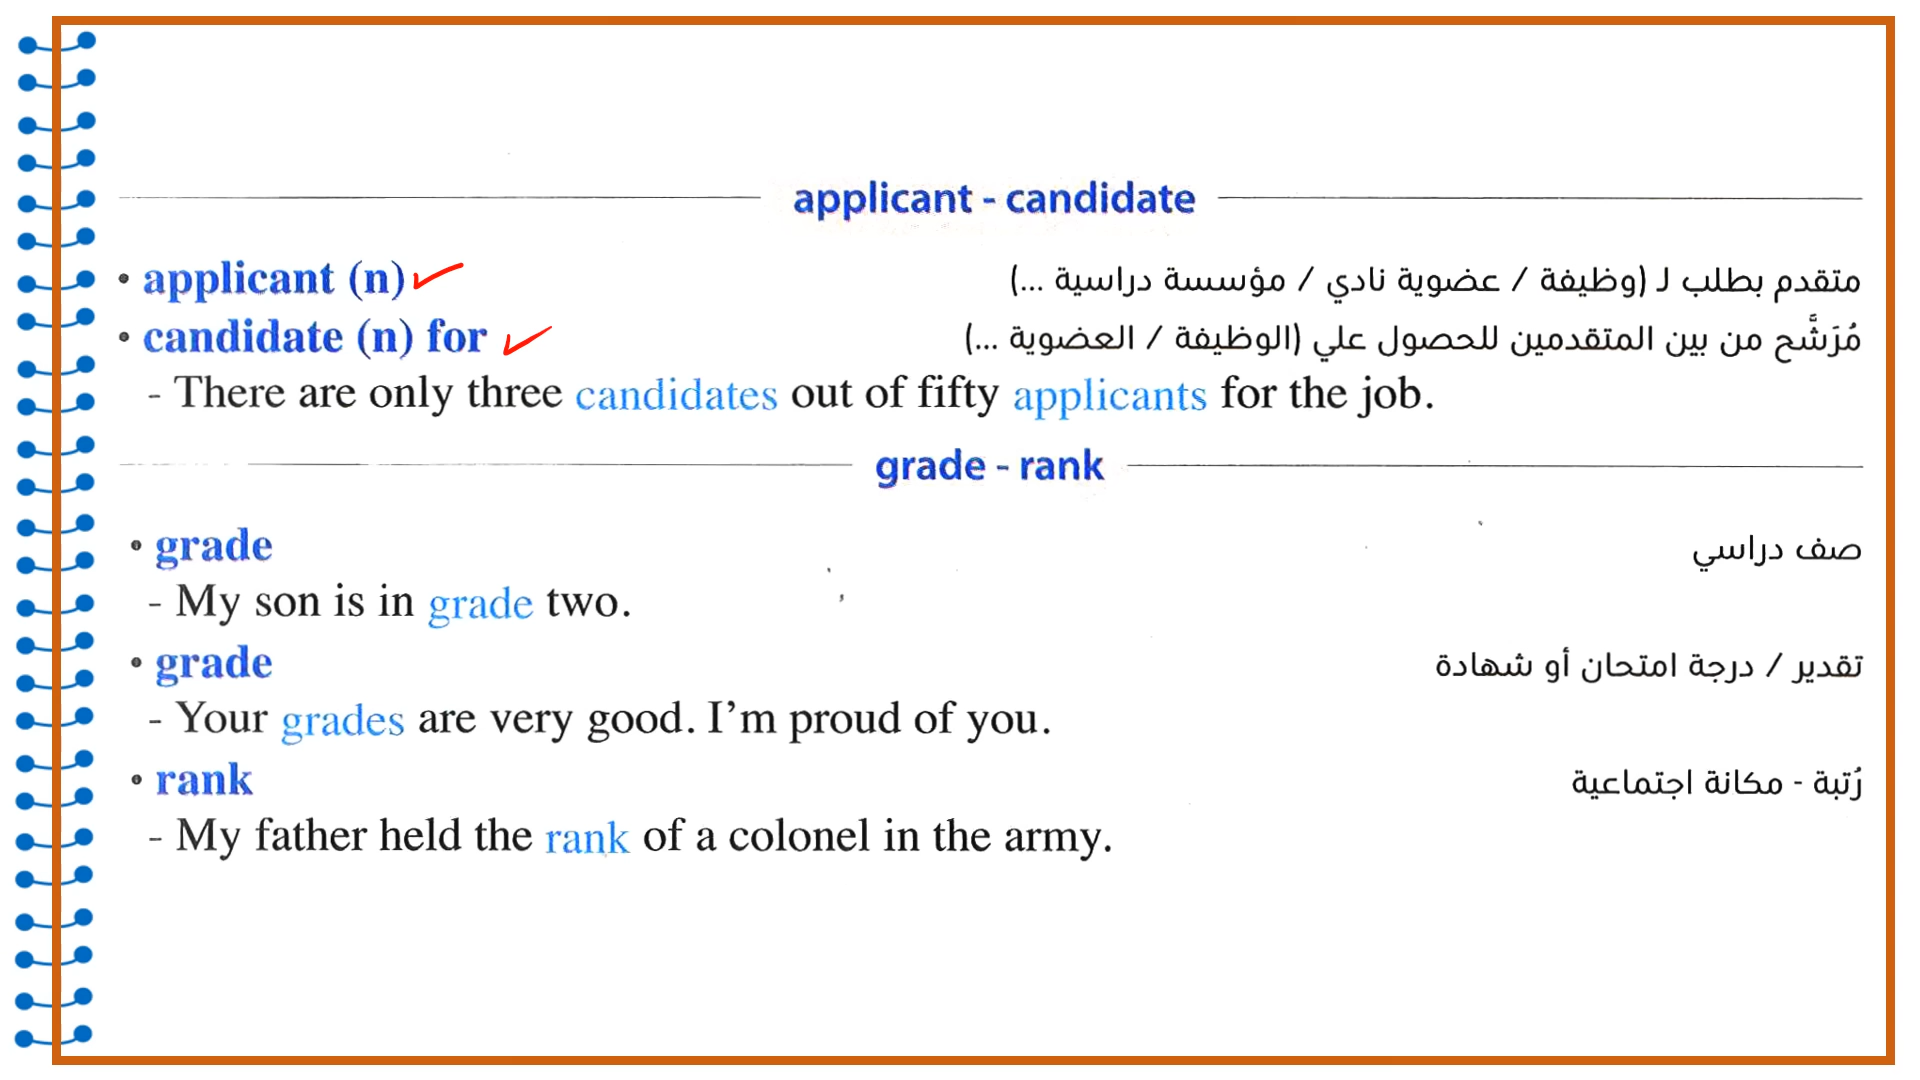 applicant - candidate
• applicant (n) متقدم بطلب لـ (وظيفة / عضوية نادي / مؤسسة دراسية ...)
• candidate (n) for مُرَشَّح من بين المتقدمين للحصول علي (الوظيفة / العضوية ...)
- There are only three candidates out of fifty applicants for the job.
grade - rank
• grade صف دراسي
- My son is in grade two.
• grade تقدير / درجة امتحان أو شهادة
- Your grades are very good. I'm proud of you.
• rank رُتبة - مكانة اجتماعية
- My father held the rank of a colonel in the army.